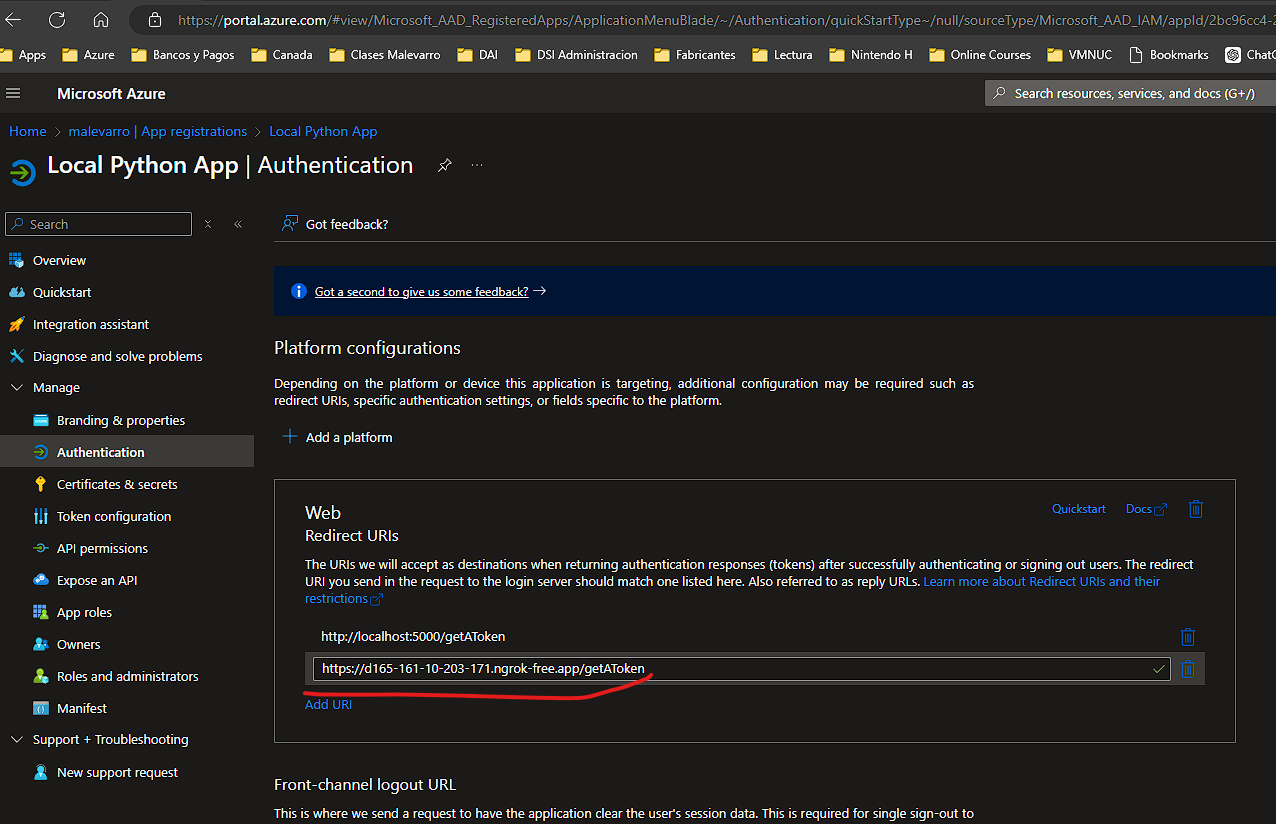 https://portal.azure.com/#view/Microsoft_AAD_RegisteredApps/ApplicationMenuBlade/~/Authentication/quickStartType~/null/sourceType/Microsoft_AAD_IAM/appId/2bc96cc4-2
Apps Azure Bancos y Pagos Canada Clases Malevarro DAI DSI Administracion Fabricantes Lectura Nintendo H Online Courses VMNUC Bookmarks ChatG
Microsoft Azure
Search resources, services, and docs (G+/)
Home > malevarro | App registrations > Local Python App
Local Python App | Authentication
Search
Got feedback?
Overview
Quickstart
Integration assistant
Diagnose and solve problems
Manage
Branding & properties
Authentication
Certificates & secrets
Token configuration
API permissions
Expose an API
App roles
Owners
Roles and administrators
Manifest
Support + Troubleshooting
New support request
Got a second to give us some feedback?
Platform configurations
Depending on the platform or device this application is targeting, additional configuration may be required such as
redirect URIs, specific authentication settings, or fields specific to the platform.
Add a platform
Web
Quickstart Docs
Redirect URIs
The URIs we will accept as destinations when returning authentication responses (tokens) after successfully authenticating or signing out users. The redirect
URI you send in the request to the login server should match one listed here. Also referred to as reply URLs. Learn more about Redirect URIs and their
restrictions
http://localhost:5000/getAToken
https://d165-161-10-203-171.ngrok-free.app/getAToken
Add URI
Front-channel logout URL
This is where we send a request to have the application clear the user's session data. This is required for single sign-out to